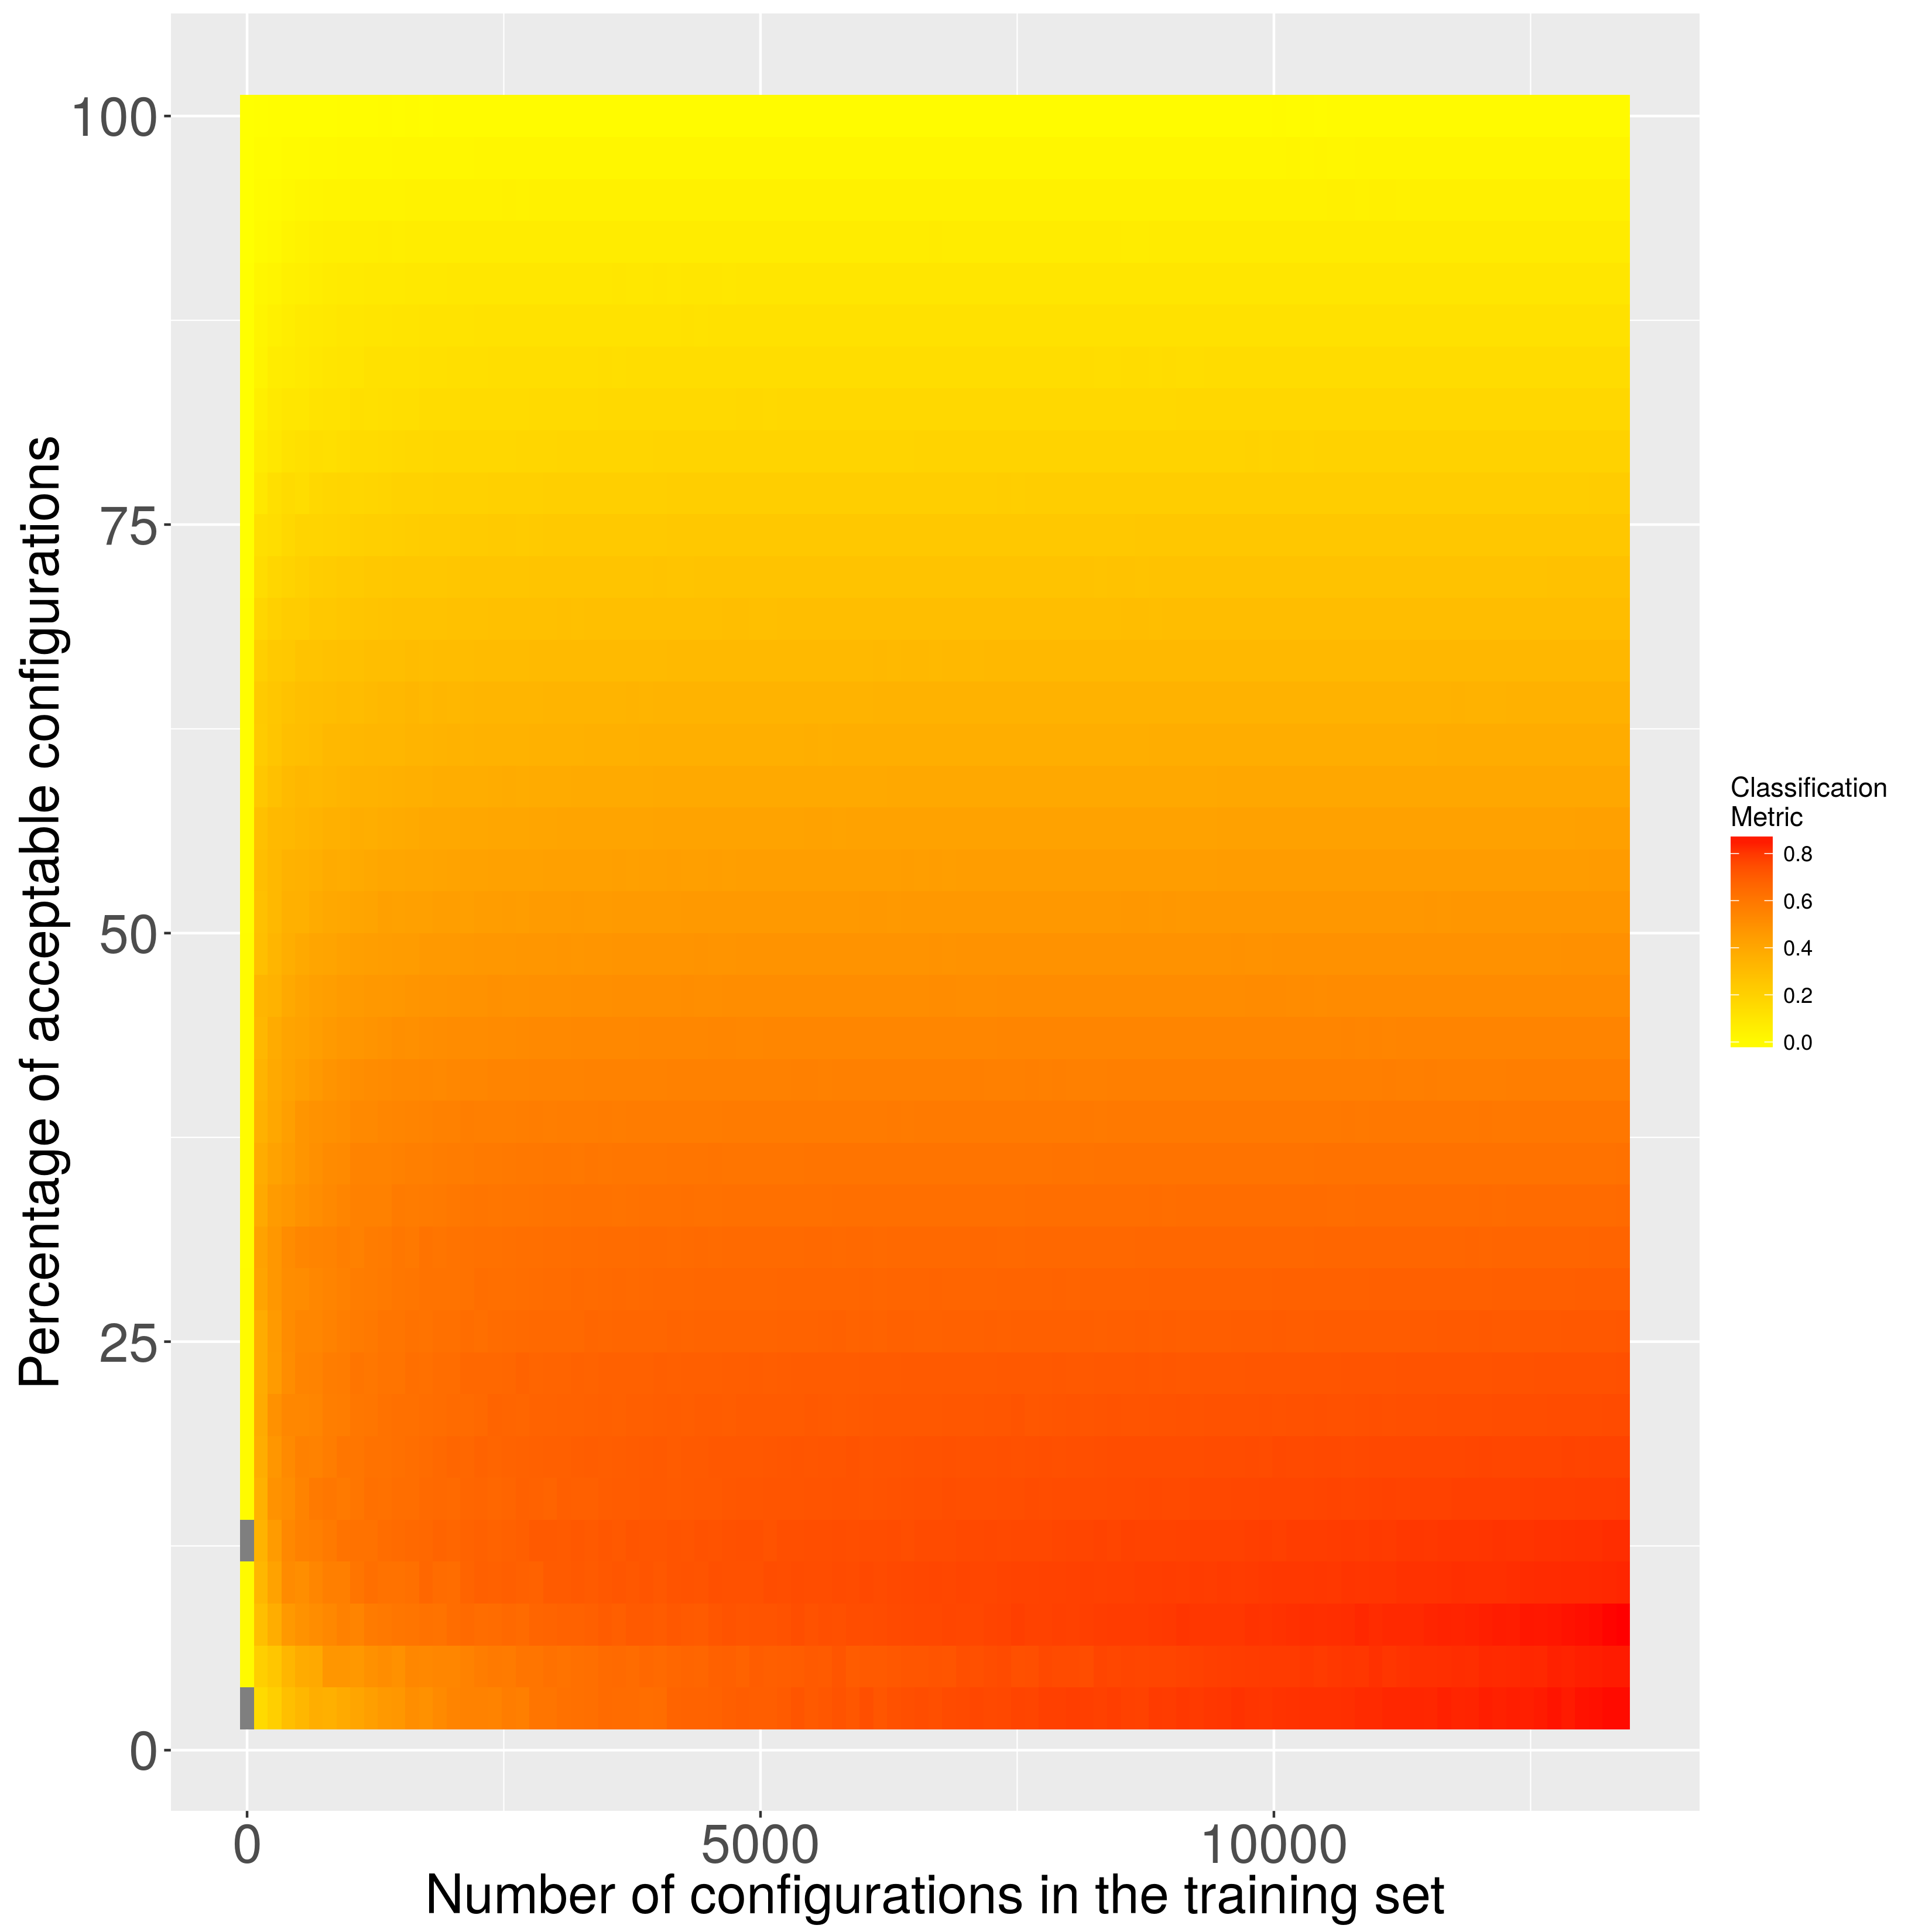 Percentage of acceptable configurations
100
75
50
25
0
0 5000 10000
Number of configurations in the training set
Classification
Metric
0.8
0.6
0.4
0.2
0.0